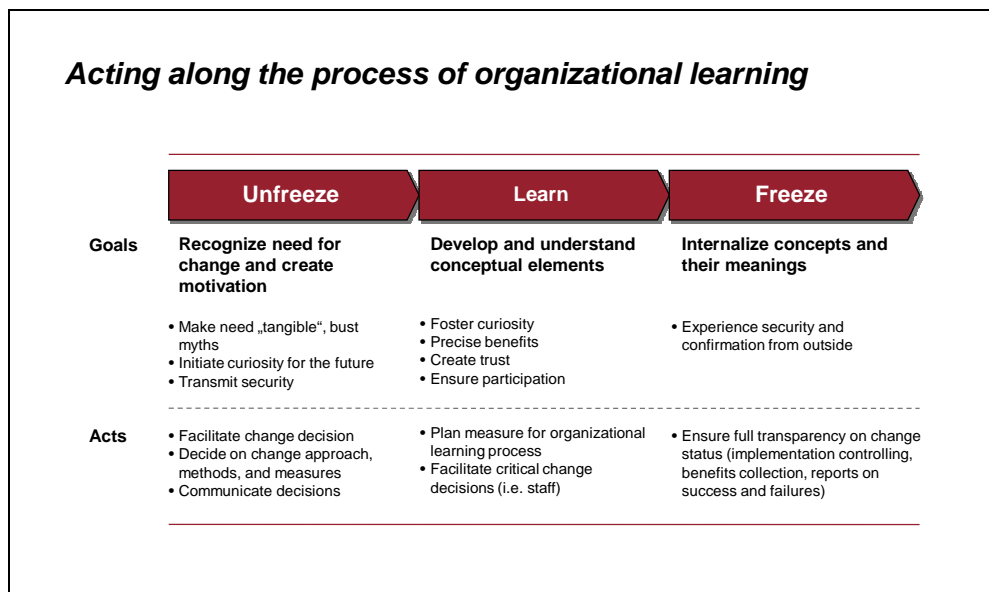 Acting along the process of organizational learning
Unfreeze
Learn
Freeze
Goals
Recognize need for
change and create
motivation
Develop and understand
conceptual elements
Internalize concepts and
their meanings
• Make need „tangible“, bust
myths
• Initiate curiosity for the future
• Transmit security
• Foster curiosity
• Precise benefits
• Create trust
• Ensure participation
• Experience security and
confirmation from outside
Acts
• Facilitate change decision
• Decide on change approach,
methods, and measures
• Communicate decisions
• Plan measure for organizational
learning process
• Facilitate critical change
decisions (i.e. staff)
• Ensure full transparency on change
status (implementation controlling,
benefits collection, reports on
success and failures)